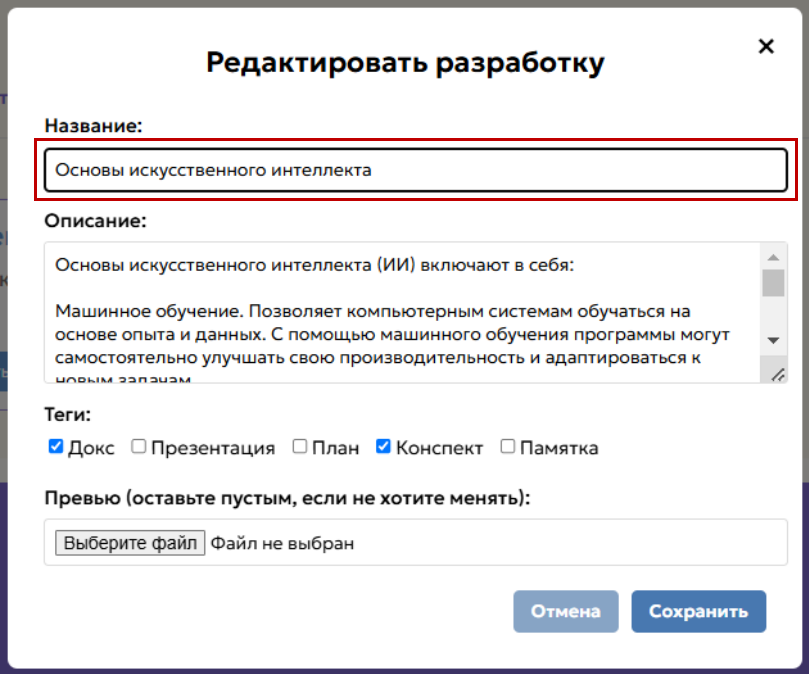 Редактировать разработку
Название:
Основы искусственного интеллекта
Описание:
Основы искусственного интеллекта (ИИ) включают в себя:
Машинное обучение. Позволяет компьютерным системам обучаться на
основе опыта и данных. С помощью машинного обучения программы могут
самостоятельно улучшать свою производительность и адаптироваться к
новым задачам
Теги:
Докс Презентация План Конспект Памятка
Превью (оставьте пустым, если не хотите менять):
Выберите файл Файл не выбран
Отмена Сохранить